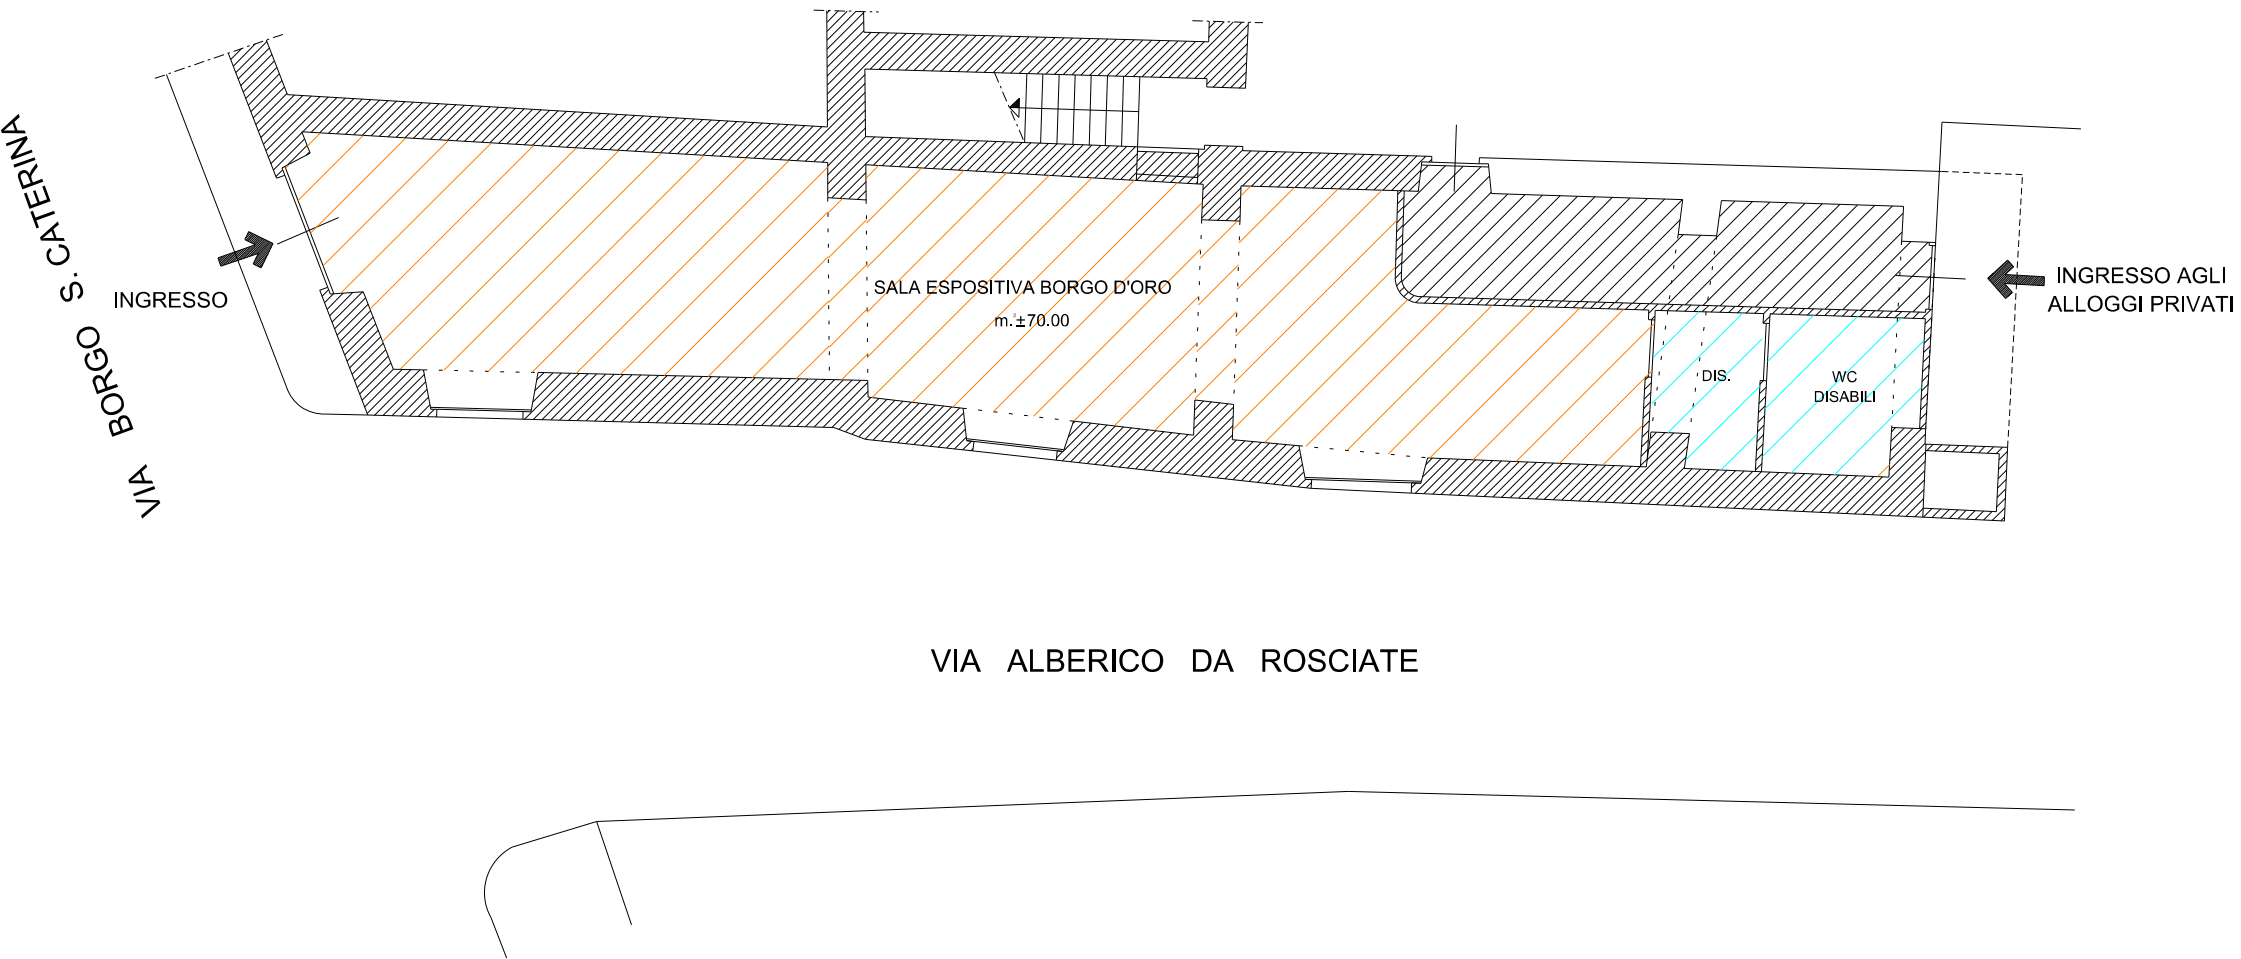 VIA BORGO S. CATERINA
INGRESSO
SALA ESPOSITIVA BORGO D'ORO
m.²±70.00
DIS.
WC
DISABILI
INGRESSO AGLI
ALLOGGI PRIVATI
VIA ALBERICO DA ROSCIATE